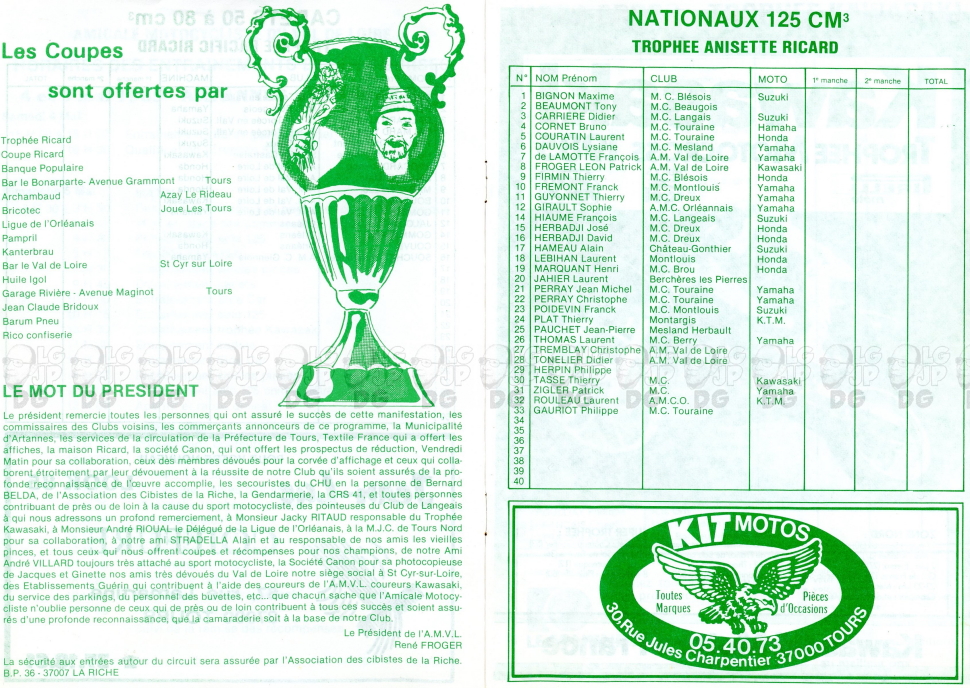 Les Coupes
sont offertes par
Trophée Ricard
Coupe Ricard
Banque Populaire
Bar le Bonarparte- Avenue Grammont Tours
Archambaud Azay Le Rideau
Bricotec Joue Les Tours
Ligue de l'Orléanais
Pampril
Kanterbrau
Bar le Val de Loire St Cyr sur Loire
Huile Igol
Garage Rivière - Avenue Maginot Tours
Jean Claude Bridoux
Barum Pneu
Rico confiserie
LE MOT DU PRESIDENT
Le président remercie toutes les personnes qui ont assuré le succès de cette manifestation, les
commissaires des Clubs voisins, les commerçants annonceurs de ce programme, la Municipalité
d'Artannes, les services de la circulation de la Préfecture de Tours, Textile France qui a offert les
affiches, la maison Ricard, la société Canon, qui ont offert les prospectus de réduction, Vendredi
Matin pour sa collaboration, ceux des membres dévoués pour la corvée d'affichage et ceux qui colla-
borent étroitement par leur dévouement à la réussite de notre Club qu'ils soient assurés de la pro-
fonde reconnaissance de l'œuvre accomplie, les secouristes du CHU en la personne de Bernard
BELDA, de l'Association des Cibistes de la Riche, la Gendarmerie, la CRS 41, et toutes personnes
contribuant de près ou de loin à la cause du sport motocycliste, des pointeuses du Club de Langeais
à qui nous adressons un profond remerciement, à Monsieur Jacky RITAUD responsable du Trophée
Kawasaki, à Monsieur André RIOUAL le Délégué de la Ligue de l'Orléanais, à la M.J.C. de Tours Nord
pour sa collaboration, à notre ami STRADELLA Alain et au responsable de nos amis les vieilles
pinces, et tous ceux qui nous offrent coupes et récompenses pour nos champions, de notre Ami
André VILLARD toujours très attaché au sport motocycliste, la Société Canon pour sa photocopieuse
de Jacques et Ginette nos amis très dévoués du Val de Loire notre siège social à St Cyr-sur-Loire,
des Etablissements Guérin qui contribuent à l'aide des coureurs de l'A.M.V.L. coureurs Kawasaki,
du service des parkings, du personnel des buvettes, etc... que chacun sache que l'Amicale Motocy-
cliste n'oublie personne de ceux qui de près ou de loin contribuent à tous ces succès et soient assu-
rés d'une profonde reconnaissance, que la camaraderie soit à la base de notre Club.
Le Président de l'A.M.V.L.
René FROGER
La sécurité aux entrées autour du circuit sera assurée par l'Association des cibistes de la Riche.
B.P. 36 - 37007 LA RICHE
NATIONAUX 125 CM³
TROPHEE ANISETTE RICARD
N° NOM Prénom CLUB MOTO 1e manche 2e manche TOTAL
1 BIGNON Maxime M. C. Blésois Suzuki
2 BEAUMONT Tony M.C. Beaugois
3 CARRIERE Didier M.C. Langais Suzuki
4 CORNET Bruno M.C. Touraine Hamaha
5 COURATIN Laurent M.C. Touraine Honda
6 DAUVOIS Lysiane M.C. Mesland Yamaha
7 de LAMOTTE François A.M. Val de Loire Yamaha
8 FROGER LEON Patrick A.M. Val de Loire Kawasaki
9 FIRMIN Thierry M.C. Blésois Honda
10 FREMONT Franck M.C. Montlouis Yamaha
11 GUYONNET Thierry M.C. Dreux Yamaha
12 GIRAULT Sophie A.M.C. Orléannais Yamaha
14 HIAUME François M.C. Langeais Suzuki
15 HERBADJI José M.C. Dreux Honda
16 HERBADJI David M.C. Dreux Honda
17 HAMEAU Alain Château-Gonthier Suzuki
18 LEBIHAN Laurent Montlouis Honda
19 MARQUANT Henri M.C. Brou Honda
20 JAHIER Laurent Berchères les Pierres
21 PERRAY Jean Michel M.C. Touraine Yamaha
22 PERRAY Christophe M.C. Touraine Yamaha
23 POIDEVIN Franck M.C. Montlouis Suzuki
24 PLAT Thierry Montargis K.T.M.
25 PAUCHET Jean-Pierre Mesland Herbault
26 THOMAS Laurent M.C. Berry Yamaha
27 TREMBLAY Christophe A.M. Val de Loire
28 TONELIER Didier A.M. Val de Loire
29 HERPIN Philippe
30 TASSE Thierry M.C. Kawasaki
31 ZIGLER Patrick M.C. Yamaha
32 ROULEAU Laurent A.M.C.O. K.T.M.
33 GAURIOT Philippe M.C. Touraine
34
35
36
37
38
39
40
KIT MOTOS
Toutes Marques
Pièces d'Occasions
05.40.73
30, Rue Jules Charpentier 37000 TOURS